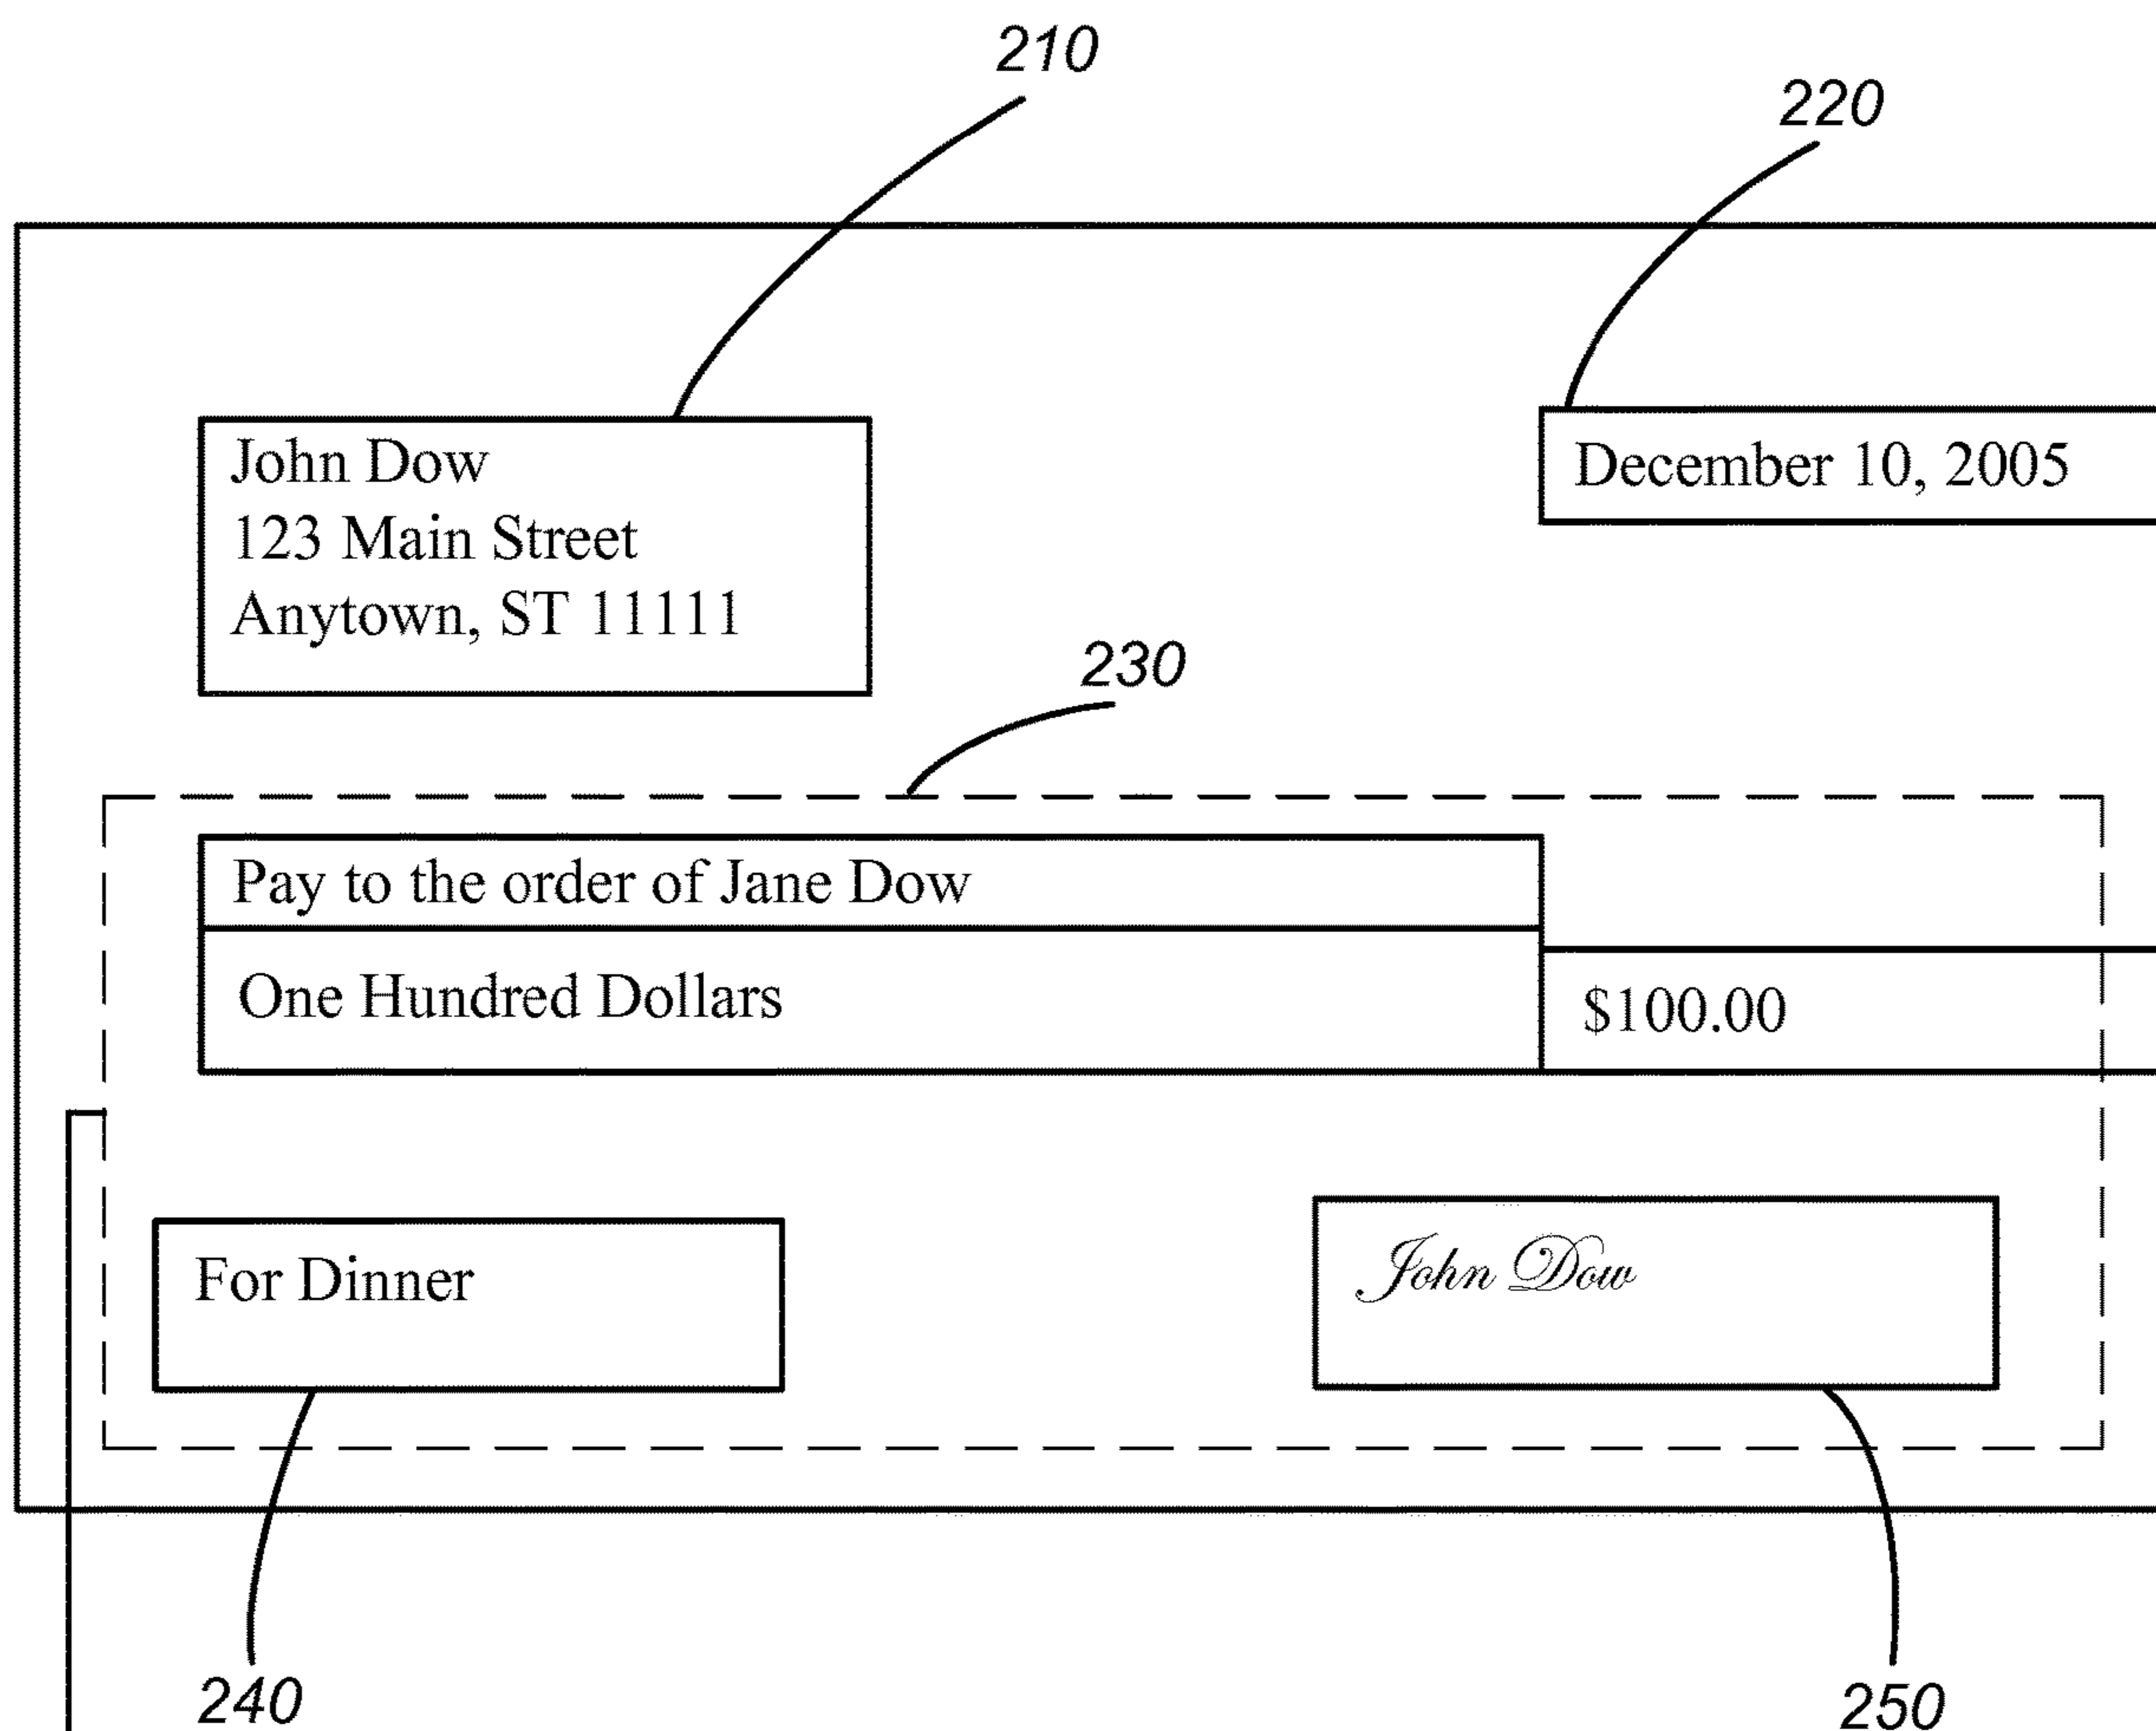 210
220
John Dow
123 Main Street
Anytown, ST 11111
December 10, 2005
230
Pay to the order of Jane Dow
One Hundred Dollars
$100.00
For Dinner
John Dow
240
250